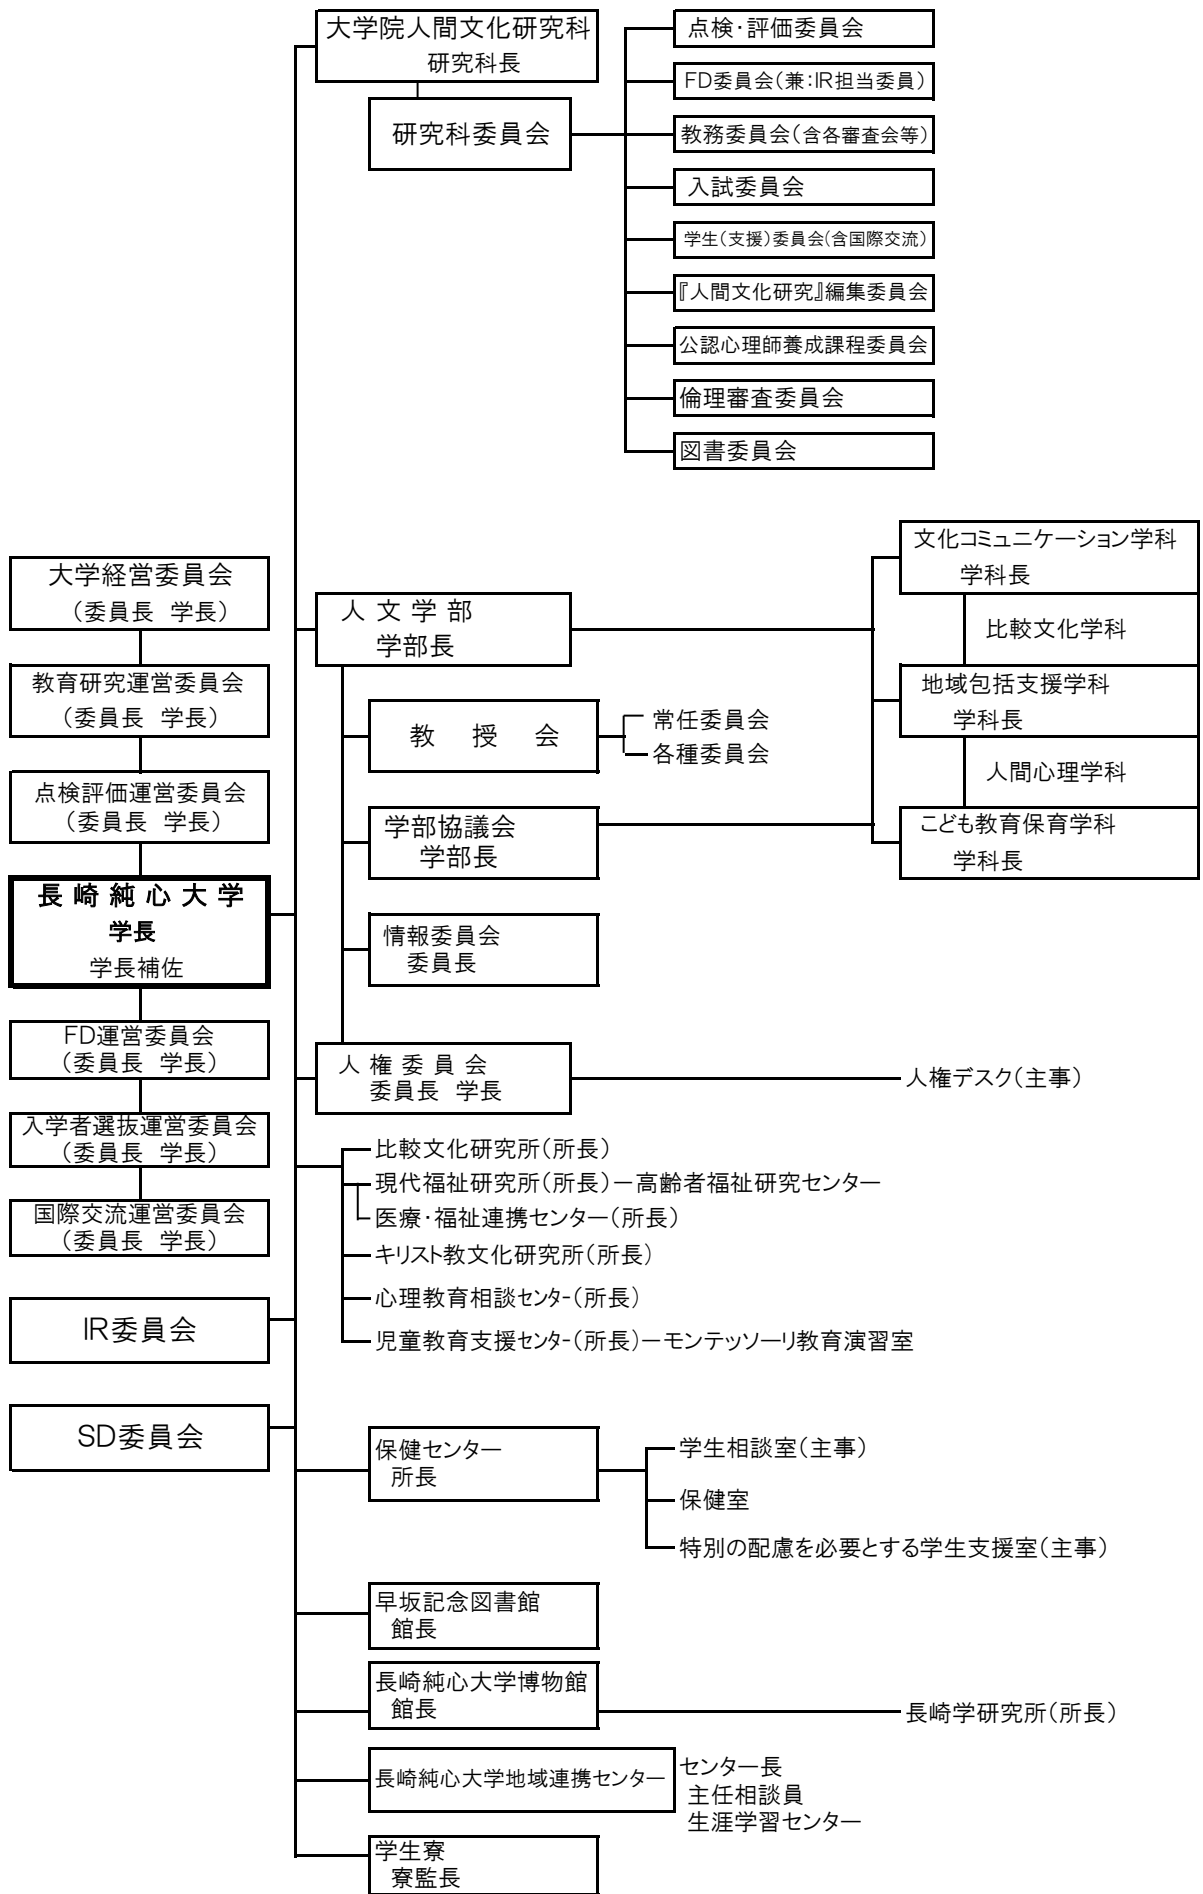 大学院人間文化研究科
研究科長
研究科委員会
点検・評価委員会
FD委員会(兼:IR担当委員)
教務委員会(含各審査会等)
入試委員会
学生(支援)委員会(含国際交流)
『人間文化研究』編集委員会
公認心理師養成課程委員会
倫理審査委員会
図書委員会
大学経営委員会
(委員長 学長)
教育研究運営委員会
(委員長 学長)
点検評価運営委員会
(委員長 学長)
長崎純心大学
学長
学長補佐
FD運営委員会
(委員長 学長)
入学者選抜運営委員会
(委員長 学長)
国際交流運営委員会
(委員長 学長)
IR委員会
SD委員会
人文学部
学部長
教授会
常任委員会
各種委員会
学部協議会
学部長
情報委員会
委員長
文化コミュニケーション学科
学科長
比較文化学科
地域包括支援学科
学科長
人間心理学科
こども教育保育学科
学科長
人権委員会
委員長 学長
人権デスク(主事)
比較文化研究所(所長)
現代福祉研究所(所長)ー高齢者福祉研究センター
医療・福祉連携センター(所長)
キリスト教文化研究所(所長)
心理教育相談センター(所長)
児童教育支援センター(所長)ーモンテッソーリ教育演習室
保健センター
所長
学生相談室(主事)
保健室
特別の配慮を必要とする学生支援室(主事)
早坂記念図書館
館長
長崎純心大学博物館
館長
長崎学研究所(所長)
長崎純心大学地域連携センター
センター長
主任相談員
生涯学習センター
学生寮
寮監長